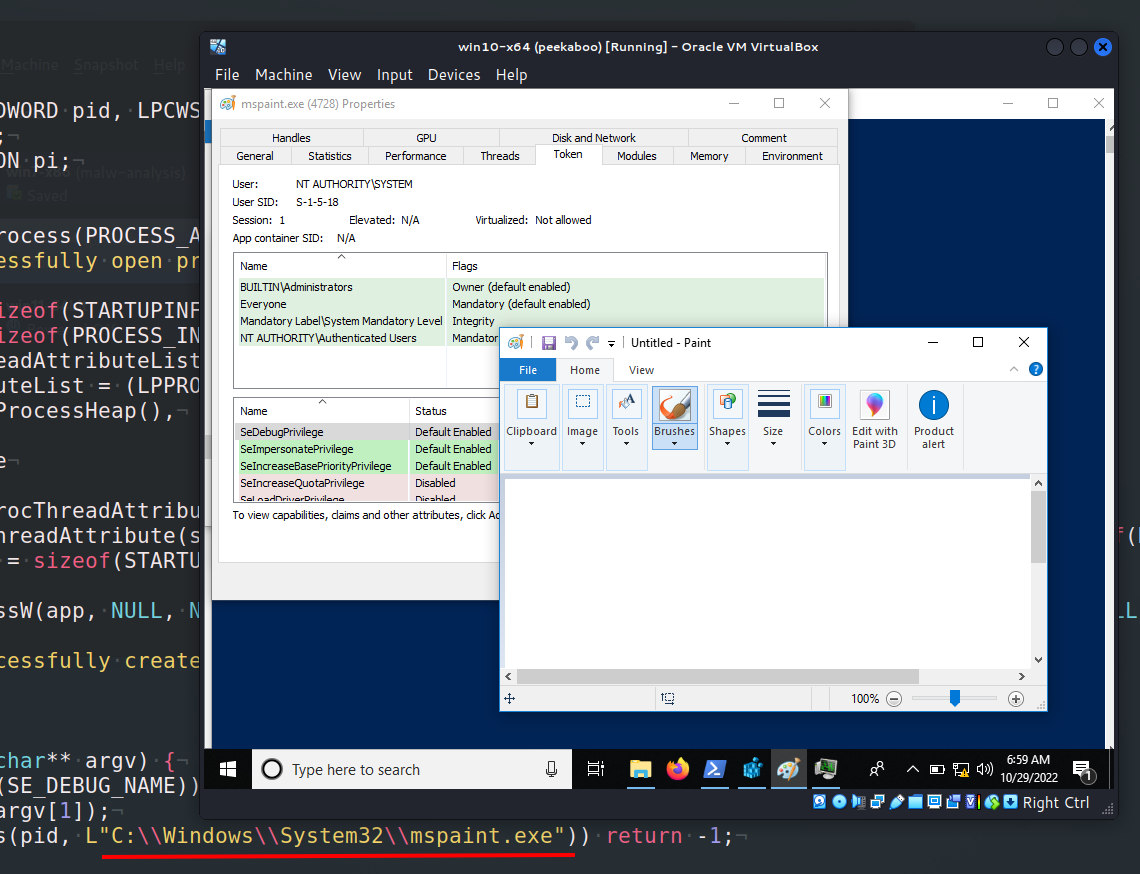 Machine Snapshot Help
win10-x64 (peekaboo) [Running] - Oracle VM VirtualBox
File Machine View Input Devices Help
DWORD·pid,·LPCWS
;¬
ON·pi;¬
(malw-analysis)
Saved
rocess(PROCESS_A
essfully·open·pr
izeof(STARTUPINF
izeof(PROCESS_IN
eadAttributeList
uteList·=·(LPPRO
ProcessHeap(),·
e¬
rocThreadAttribu
hreadAttribute(s
·=·sizeof(STARTU
ssW(app,·NULL,·N
LL
cessfully·create
char**·argv)·{¬
(SE_DEBUG_NAME))
argv[1]);¬
s(pid,·L"C:\\Windows\\System32\\mspaint.exe"))·return·-1;¬
mspaint.exe (4728) Properties
Handles GPU Disk and Network Comment
General Statistics Performance Threads Token Modules Memory Environment
User: NT AUTHORITY\SYSTEM
User SID: S-1-5-18
Session: 1 Elevated: N/A Virtualized: Not allowed
App container SID: N/A
Name Flags
BUILTIN\Administrators Owner (default enabled)
Everyone Mandatory (default enabled)
Mandatory Label\System Mandatory Level Integrity
NT AUTHORITY\Authenticated Users Mandator
Name Status
SeDebugPrivilege Default Enabled
SeImpersonatePrivilege Default Enabled
SeIncreaseBasePriorityPrivilege Default Enabled
SeIncreaseQuotaPrivilege Disabled
SeLoadDriverPrivilege Disabled
To view capabilities, claims and other attributes, click Ad
Untitled - Paint
File Home View
Clipboard Image Tools Brushes Shapes Size Colors Edit with Paint 3D Product alert
100%
Type here to search
6:59 AM
10/29/2022
1
Right Ctrl